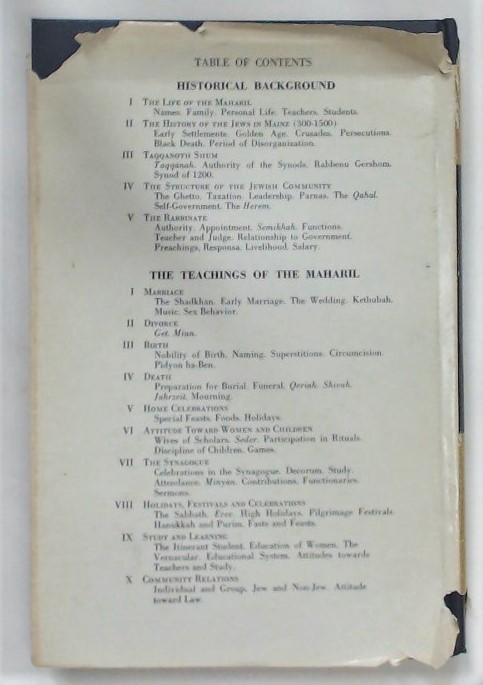 TABLE OF CONTENTS
HISTORICAL BACKGROUND
I THE LIFE OF THE MAHARIL
Names. Family. Personal Life. Teachers. Students.
II THE HISTORY OF THE JEWS IN MAINZ (300-1500)
Early Settlements. Golden Age. Crusades. Persecutions.
Black Death. Period of Disorganization.
III TAQQANOTH SHUM
Taqqanah. Authority of the Synods. Rabbenu Gershom.
Synod of 1200.
IV THE STRUCTURE OF THE JEWISH COMMUNITY
The Ghetto. Taxation. Leadership. Parnas. The Qahal.
Self-Government. The Herem.
V THE RABBINATE
Authority. Appointment. Semikhah. Functions.
Teacher and Judge. Relationship to Government.
Preachings, Responsa. Livelihood. Salary.
THE TEACHINGS OF THE MAHARIL
I MARRIAGE
The Shadkhan. Early Marriage. The Wedding. Kethubah.
Music. Sex Behavior.
II DIVORCE
Get. Miun.
III BIRTH
Nobility of Birth. Naming. Superstitions. Circumcision.
Pidyon ha-Ben.
IV DEATH
Preparation for Burial. Funeral. Qeriah. Shivah.
Jahrzeit. Mourning.
V HOME CELEBRATIONS
Special Feasts. Foods. Holidays.
VI ATTITUDE TOWARD WOMEN AND CHILDREN
Wives of Scholars. Seder. Participation in Rituals.
Discipline of Children. Games.
VII THE SYNAGOGUE
Celebrations in the Synagogue. Decorum. Study.
Attendance. Minyan. Contributions. Functionaries.
Sermons.
VIII HOLIDAYS, FESTIVALS AND CELEBRATIONS
The Sabbath. Eruv. High Holidays. Pilgrimage Festivals.
Hanukkah and Purim. Fasts and Feasts.
IX STUDY AND LEARNING
The Itinerant Student. Education of Women. The
Vernacular. Educational System. Attitudes towards
Teachers and Study.
X COMMUNITY RELATIONS
Individual and Group. Jew and Non-Jew. Attitude
toward Law.